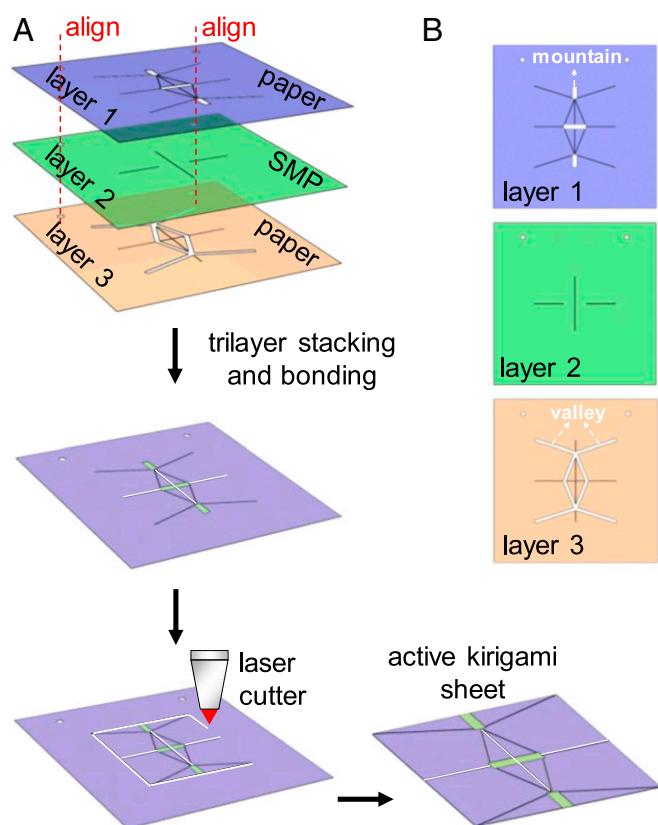 A
align
align
layer 1
paper
layer 2
SMP
layer 3
paper
trilayer stacking
and bonding
laser
cutter
active kirigami
sheet
B
mountain
layer 1
layer 2
valley
layer 3